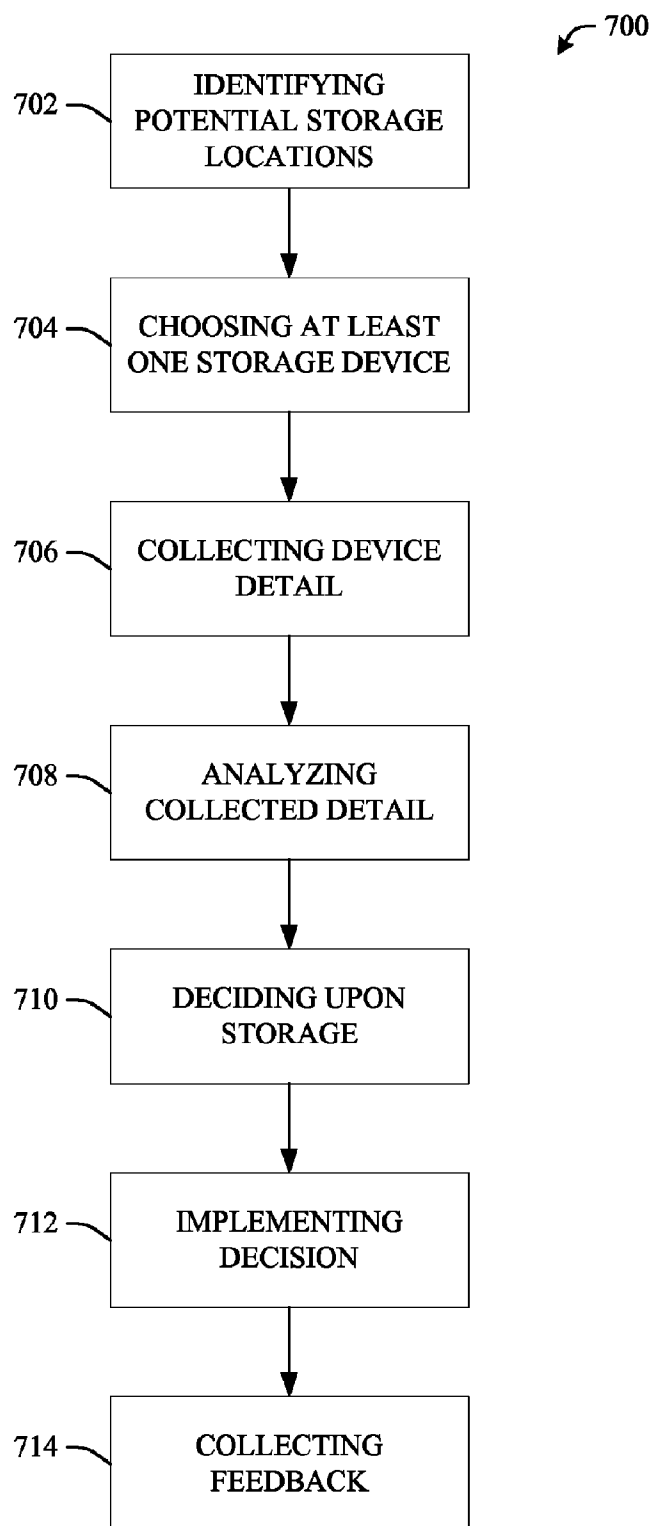 700
702
IDENTIFYING
POTENTIAL STORAGE
LOCATIONS
704
CHOOSING AT LEAST
ONE STORAGE DEVICE
706
COLLECTING DEVICE
DETAIL
708
ANALYZING
COLLECTED DETAIL
710
DECIDING UPON
STORAGE
712
IMPLEMENTING
DECISION
714
COLLECTING
FEEDBACK